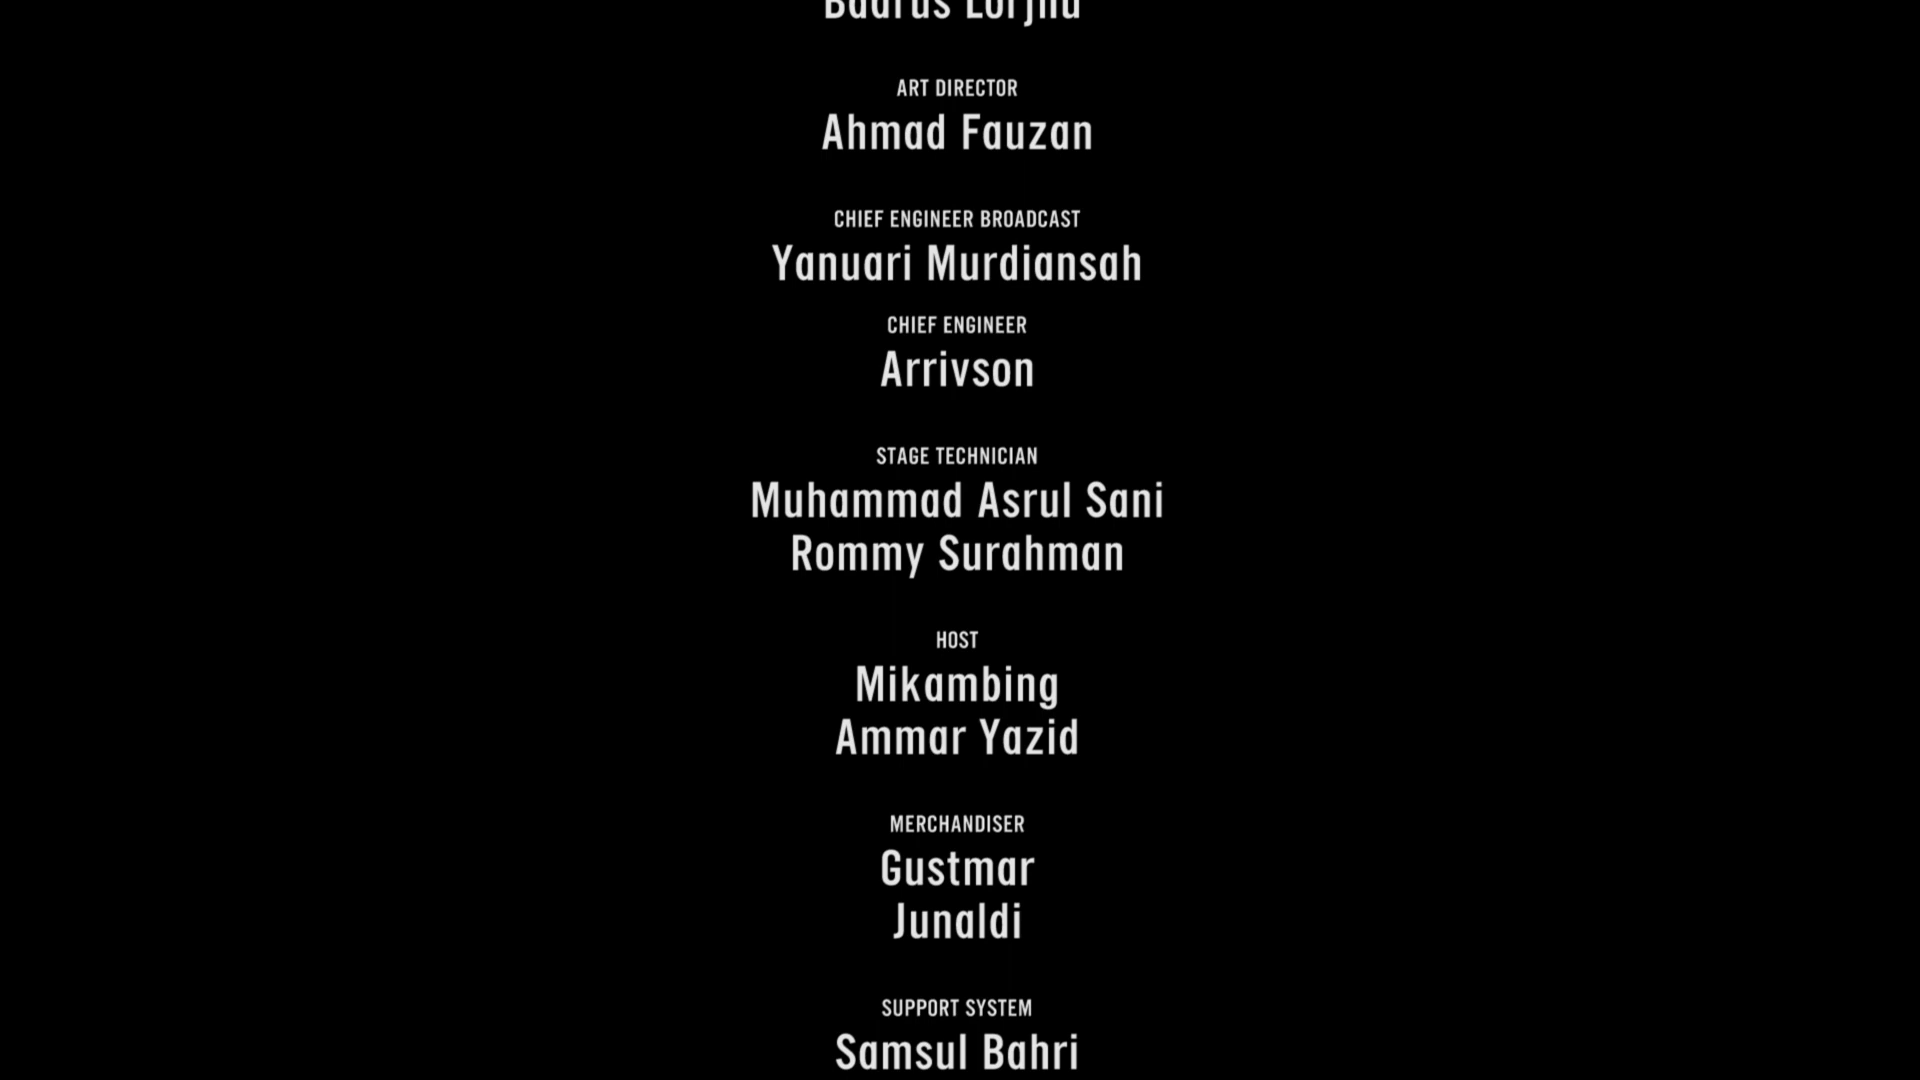 ART DIRECTOR
Ahmad Fauzan
CHIEF ENGINEER BROADCAST
Yanuari Murdiansah
CHIEF ENGINEER
Arrivson
STAGE TECHNICIAN
Muhammad Asrul Sani
Rommy Surahman
HOST
Mikambing
Ammar Yazid
MERCHANDISER
Gustmar
Junaldi
SUPPORT SYSTEM
Samsul Bahri